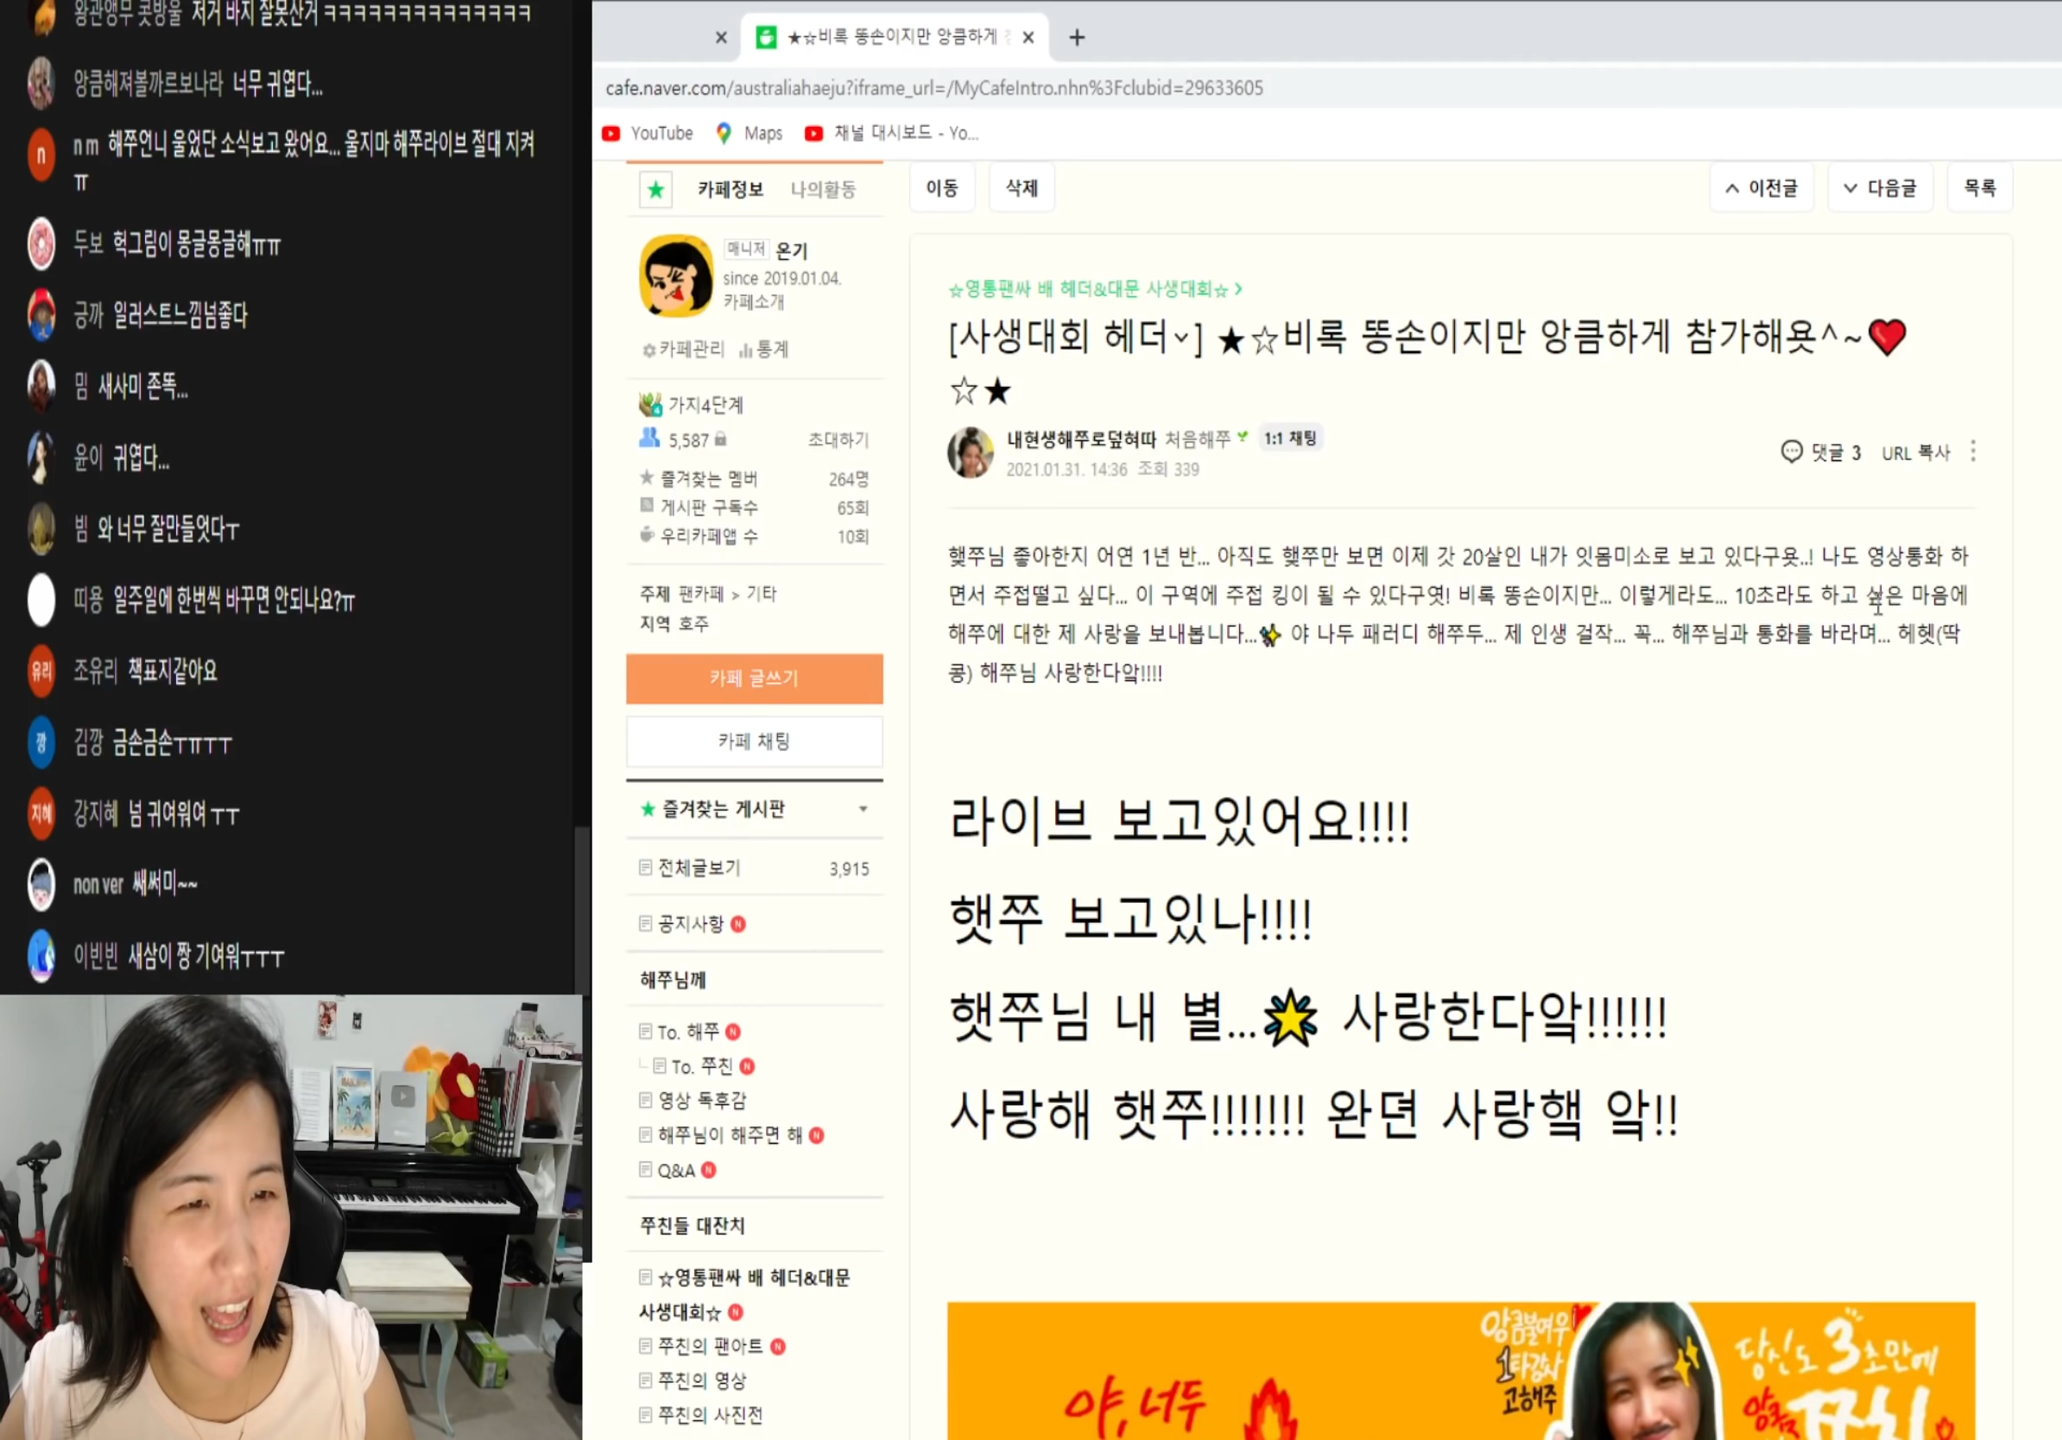 왕관앵무 콧방울 저거 바지 잘못산거 ㅋㅋㅋㅋㅋㅋㅋㅋㅋㅋㅋㅋㅋㅋ
앙큼해져볼까르보나라 너무 귀엽다...
n
n m 해쭈언니 울었단 소식보고 왔어요... 울지마 해쭈라이브 절대 지켜
ㅠ
두보 헉그림이 몽글몽글해ㅠㅠ
긍까 일러스트느낌넘좋다
밈 새사미 존똑...
윤이 귀엽다...
빔 와 너무 잘만들엇다ㅜ
띠용 일주일에 한번씩 바꾸면 안되나요?ㅠ
유리 조유리 책표지같아요
깡 김깡 금손금손ㅜㅠㅜㅜ
지혜 강지혜 넘 귀여워여 ㅜㅜ
non ver 쌔써미~~
이빈빈 새삼이 짱 기여워ㅜㅜㅜ
★☆비록 똥손이지만 앙큼하게
cafe.naver.com/australiahaeju?iframe_url=/MyCafeIntro.nhn%3Fclubid=29633605
YouTube Maps 채널 대시보드 - Yo...
카페정보 나의활동
매니저 온기
since 2019.01.04.
카페소개
카페관리 통계
가지4단계
5,587 초대하기
즐겨찾는 멤버 264명
게시판 구독수 65회
우리카페앱 수 10회
주제 팬카페 > 기타
지역 호주
카페 글쓰기
카페 채팅
★ 즐겨찾는 게시판
전체글보기 3,915
공지사항 N
해쭈님께
To. 해쭈 N
To. 쭈친 N
영상 독후감
해쭈님이 해주면 해 N
Q&A N
쭈친들 대잔치
☆영통팬싸 배 헤더&대문
사생대회☆ N
쭈친의 팬아트 N
쭈친의 영상
쭈친의 사진전
이동 삭제 이전글 다음글 목록
☆영통팬싸 배 헤더&대문 사생대회☆ >
[사생대회 헤더] ★☆비록 똥손이지만 앙큼하게 참가해욧^~❤
☆★
내현생해쭈로덮혀따 처음해쭈 1:1 채팅
2021.01.31. 14:36 조회 339
댓글 3 URL 복사
햊쭈님 좋아한지 어연 1년 반... 아직도 햊쭈만 보면 이제 갓 20살인 내가 잇몸미소로 보고 있다구욧..! 나도 영상통화 하
면서 주접떨고 싶다... 이 구역에 주접 킹이 될 수 있다구엿! 비록 똥손이지만... 이렇게라도... 10초라도 하고 싶은 마음에
해쭈에 대한 제 사랑을 보내봅니다...✨ 야 나두 패러디 해쭈두... 제 인생 걸작... 꼭... 해쭈님과 통화를 바라며... 헤헷(딱
콩) 해쭈님 사랑한다앜!!!!
라이브 보고있어요!!!!
햇쭈 보고있나!!!!
햇쭈님 내 별...🌟 사랑한다앜!!!!!!
사랑해 햇쭈!!!!!!! 완뎐 사랑햌 앜!!
야, 너두
앙큼불여우
1타강사
고해주
당신도 3초만에